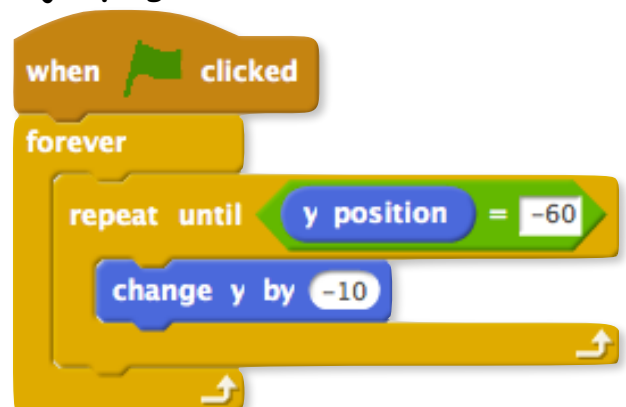 when clicked
forever
repeat until y position = -60
change y by -10